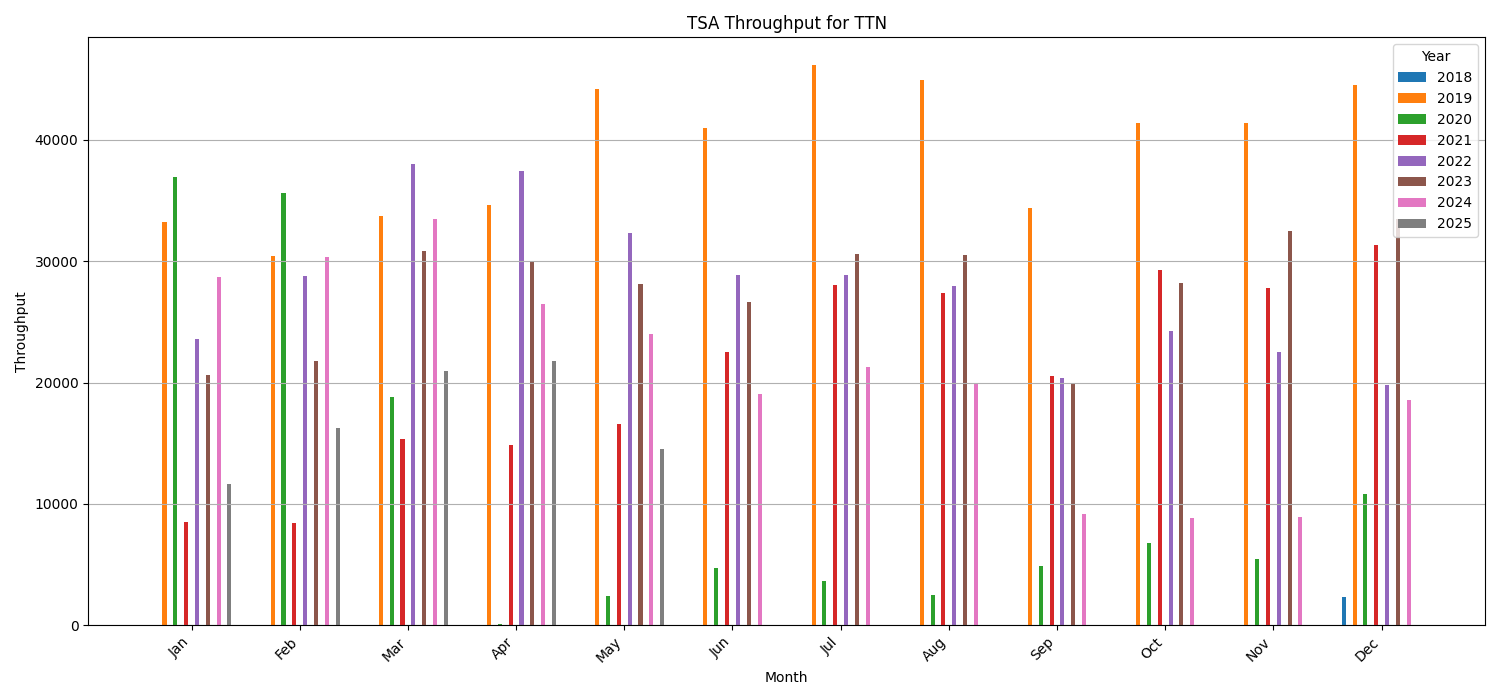 TSA Throughput for TTN
Year
2018
2019
2020
2021
2022
2023
2024
2025
Throughput
40000
30000
20000
10000
0
Jan
Feb
Mar
Apr
May
Jun
Jul
Aug
Sep
Oct
Nov
Dec
Month